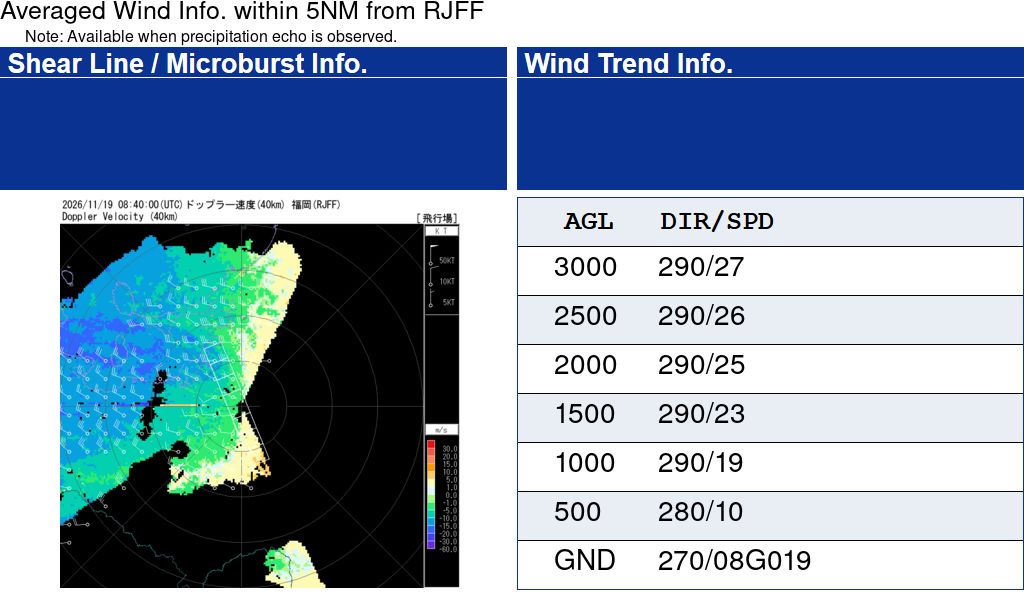 Averaged Wind Info. within 5NM from RJFF
Note: Available when precipitation echo is observed.
Shear Line / Microburst Info.
Wind Trend Info.
2026/11/19 08:40:00(UTC) ドップラー速度(40km) 福岡(RJFF)
Doppler Velocity (40km)
[飛行場]
KT
50KT
10KT
5KT
m/s
30.0
20.0
15.0
10.0
5.0
1.0
0.0
-1.0
-5.0
-10.0
-15.0
-20.0
-30.0
-60.0
AGL DIR/SPD
3000 290/27
2500 290/26
2000 290/25
1500 290/23
1000 290/19
500 280/10
GND 270/08G019